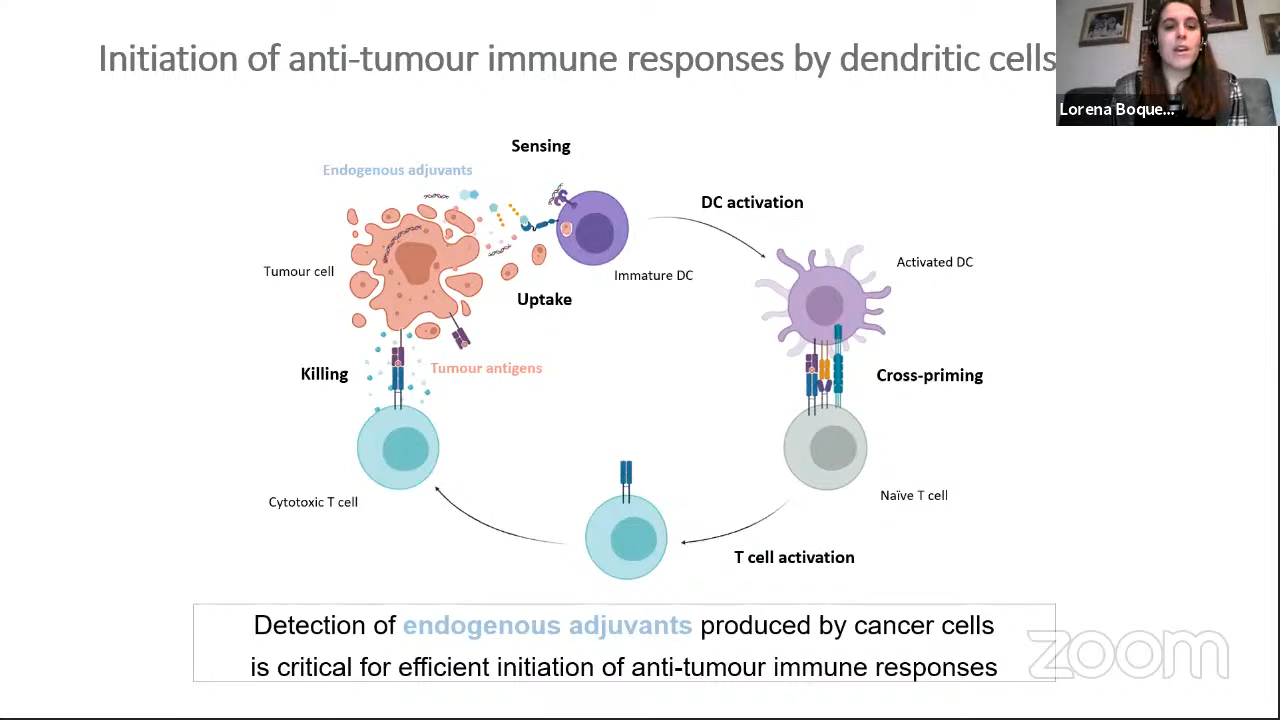 Initiation of anti-tumour immune responses by dendritic cells
Lorena Boque...
Sensing
Endogenous adjuvants
DC activation
Tumour cell
Immature DC
Activated DC
Uptake
Killing
Tumour antigens
Cross-priming
Cytotoxic T cell
Naïve T cell
T cell activation
Detection of endogenous adjuvants produced by cancer cells
is critical for efficient initiation of anti-tumour immune responses
zoom